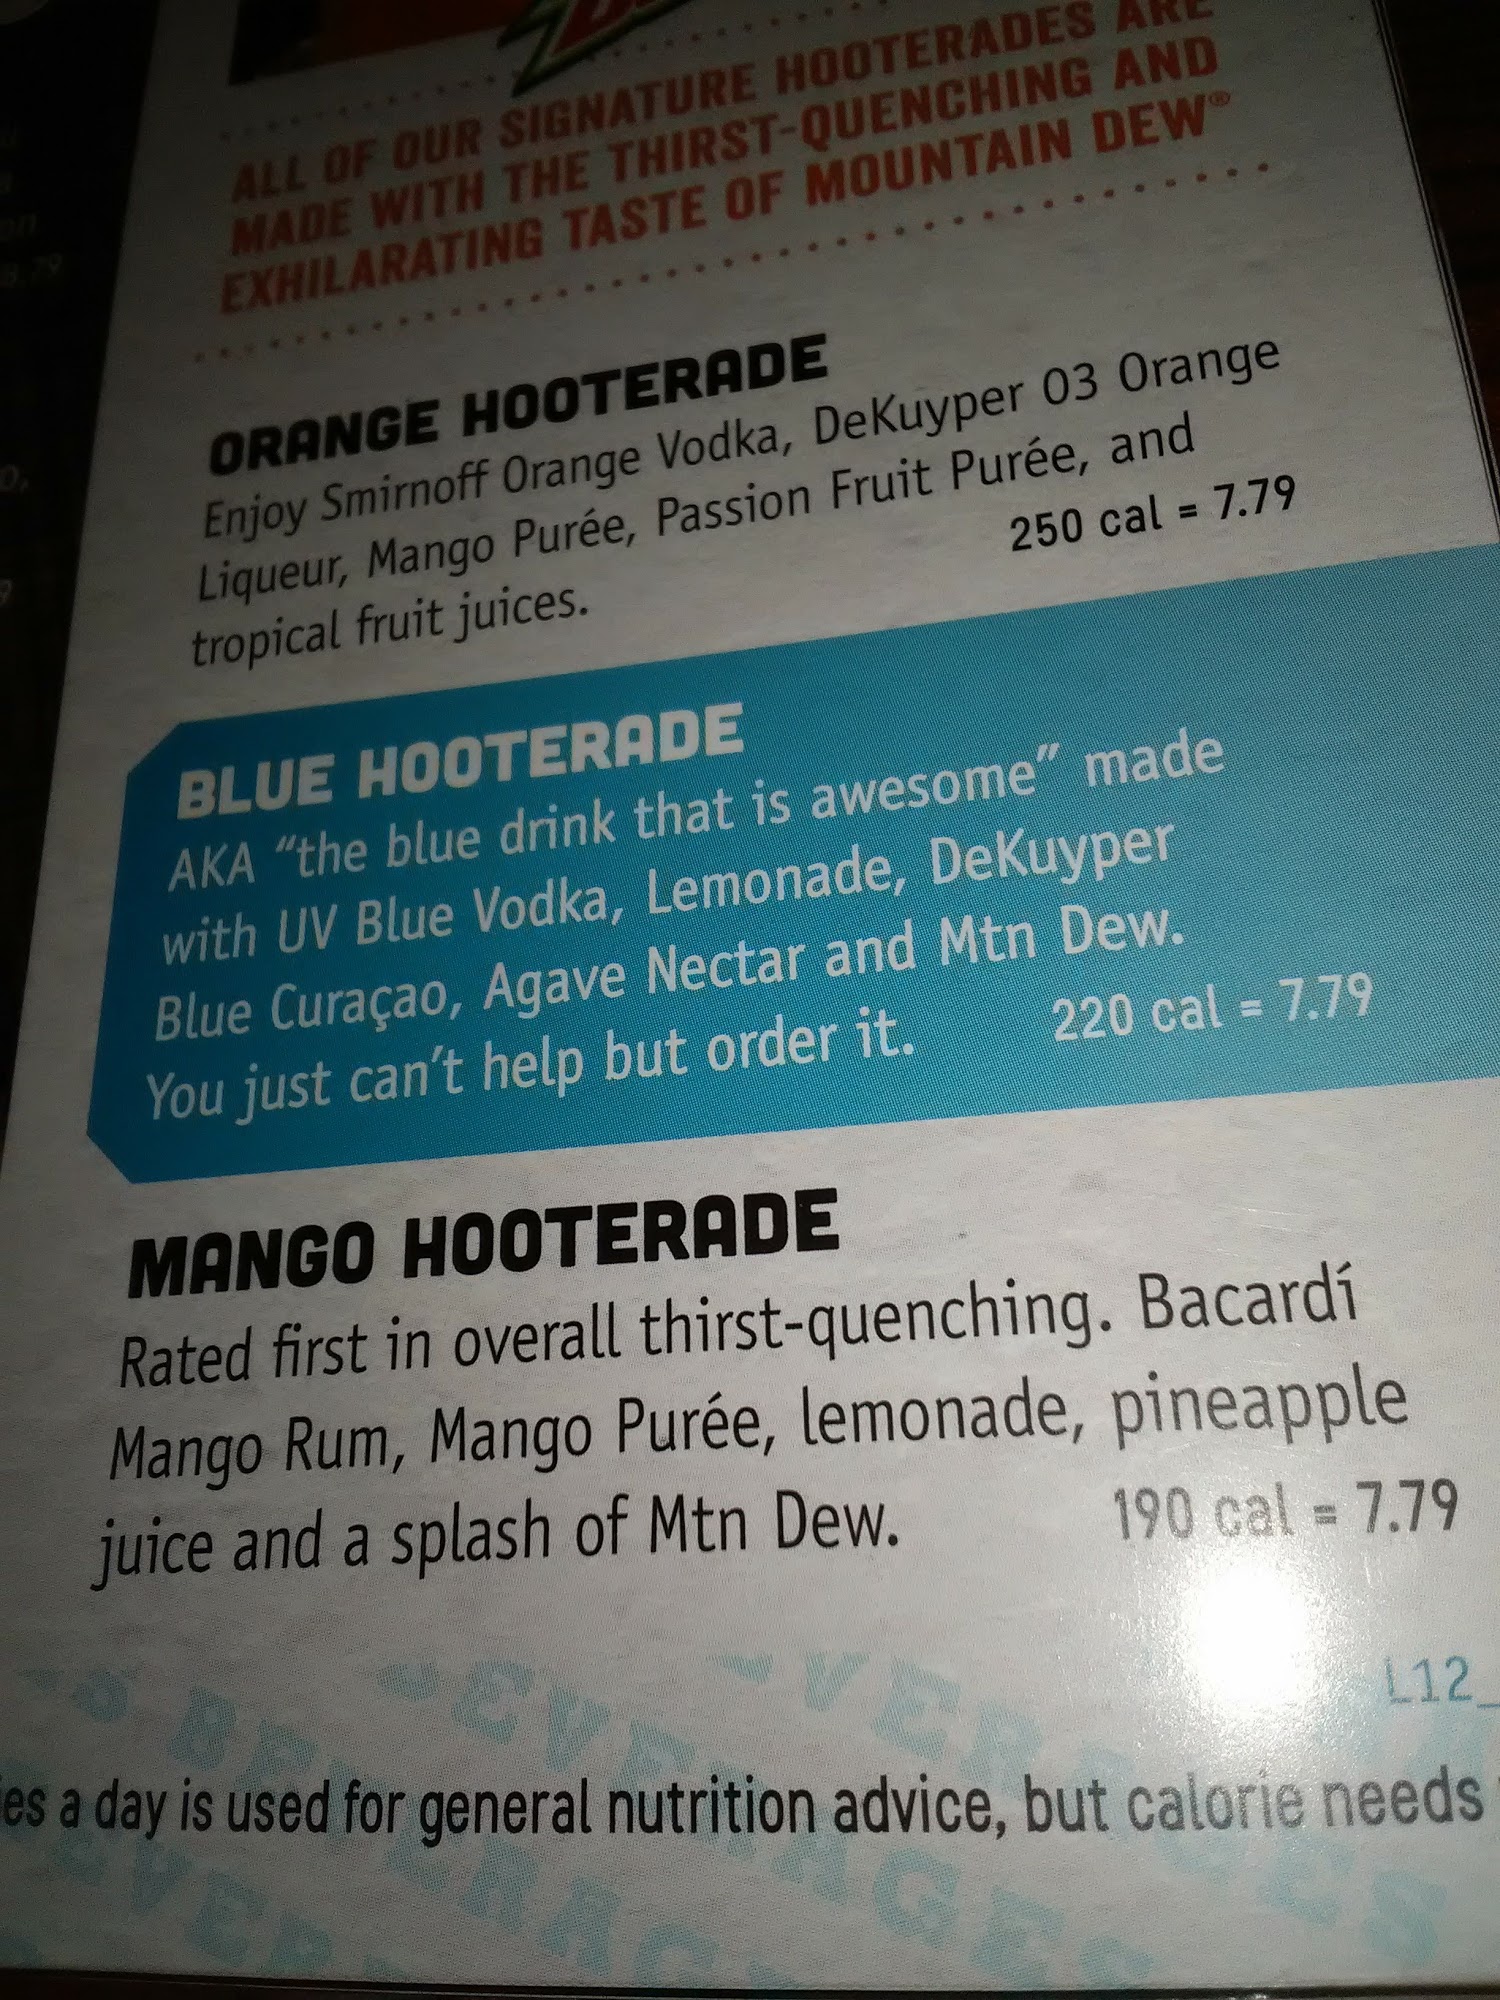 ALL OF OUR SIGNATURE HOOTERADES ARE
MADE WITH THE THIRST-QUENCHING AND
EXHILARATING TASTE OF MOUNTAIN DEW®
ORANGE HOOTERADE
Enjoy Smirnoff Orange Vodka, DeKuyper O3 Orange
Liqueur, Mango Purée, Passion Fruit Purée, and
tropical fruit juices.
250 cal = 7.79
BLUE HOOTERADE
AKA “the blue drink that is awesome” made
with UV Blue Vodka, Lemonade, DeKuyper
Blue Curaçao, Agave Nectar and Mtn Dew.
You just can’t help but order it.
220 cal = 7.79
MANGO HOOTERADE
Rated first in overall thirst-quenching. Bacardí
Mango Rum, Mango Purée, lemonade, pineapple
juice and a splash of Mtn Dew.
190 cal = 7.79
L12_
a day is used for general nutrition advice, but calorie needs